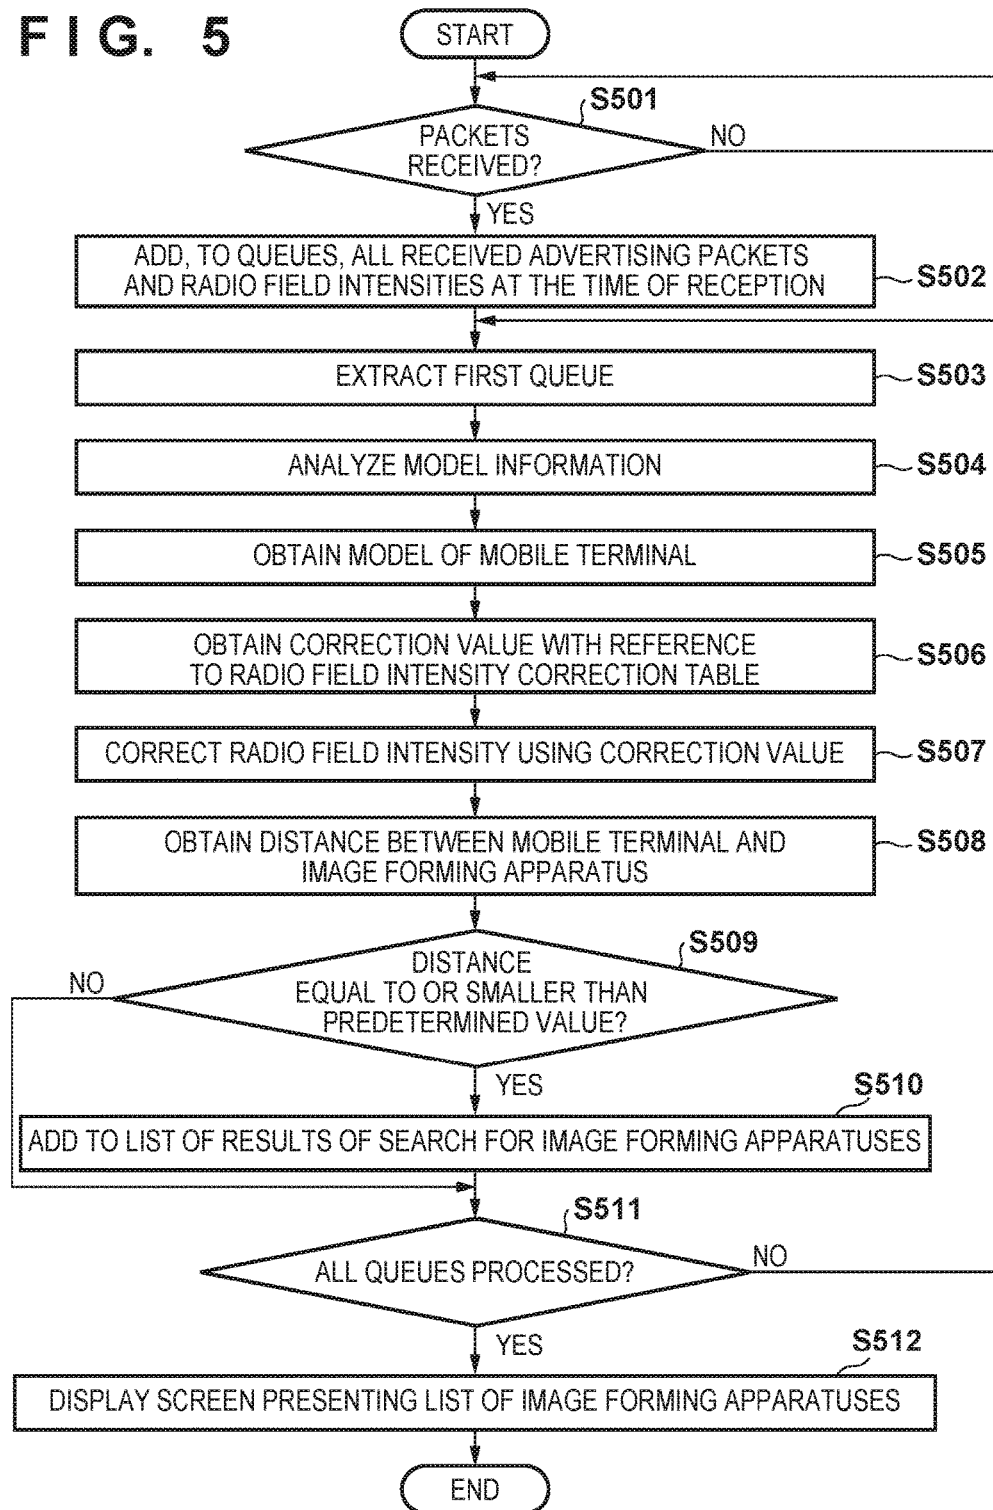 FIG. 5
START
S501
PACKETS
RECEIVED?
NO
YES
ADD, TO QUEUES, ALL RECEIVED ADVERTISING PACKETS
AND RADIO FIELD INTENSITIES AT THE TIME OF RECEPTION
S502
EXTRACT FIRST QUEUE
S503
ANALYZE MODEL INFORMATION
S504
OBTAIN MODEL OF MOBILE TERMINAL
S505
OBTAIN CORRECTION VALUE WITH REFERENCE
TO RADIO FIELD INTENSITY CORRECTION TABLE
S506
CORRECT RADIO FIELD INTENSITY USING CORRECTION VALUE
S507
OBTAIN DISTANCE BETWEEN MOBILE TERMINAL AND
IMAGE FORMING APPARATUS
S508
S509
DISTANCE
EQUAL TO OR SMALLER THAN
PREDETERMINED VALUE?
NO
YES
S510
ADD TO LIST OF RESULTS OF SEARCH FOR IMAGE FORMING APPARATUSES
S511
ALL QUEUES PROCESSED?
NO
YES
S512
DISPLAY SCREEN PRESENTING LIST OF IMAGE FORMING APPARATUSES
END